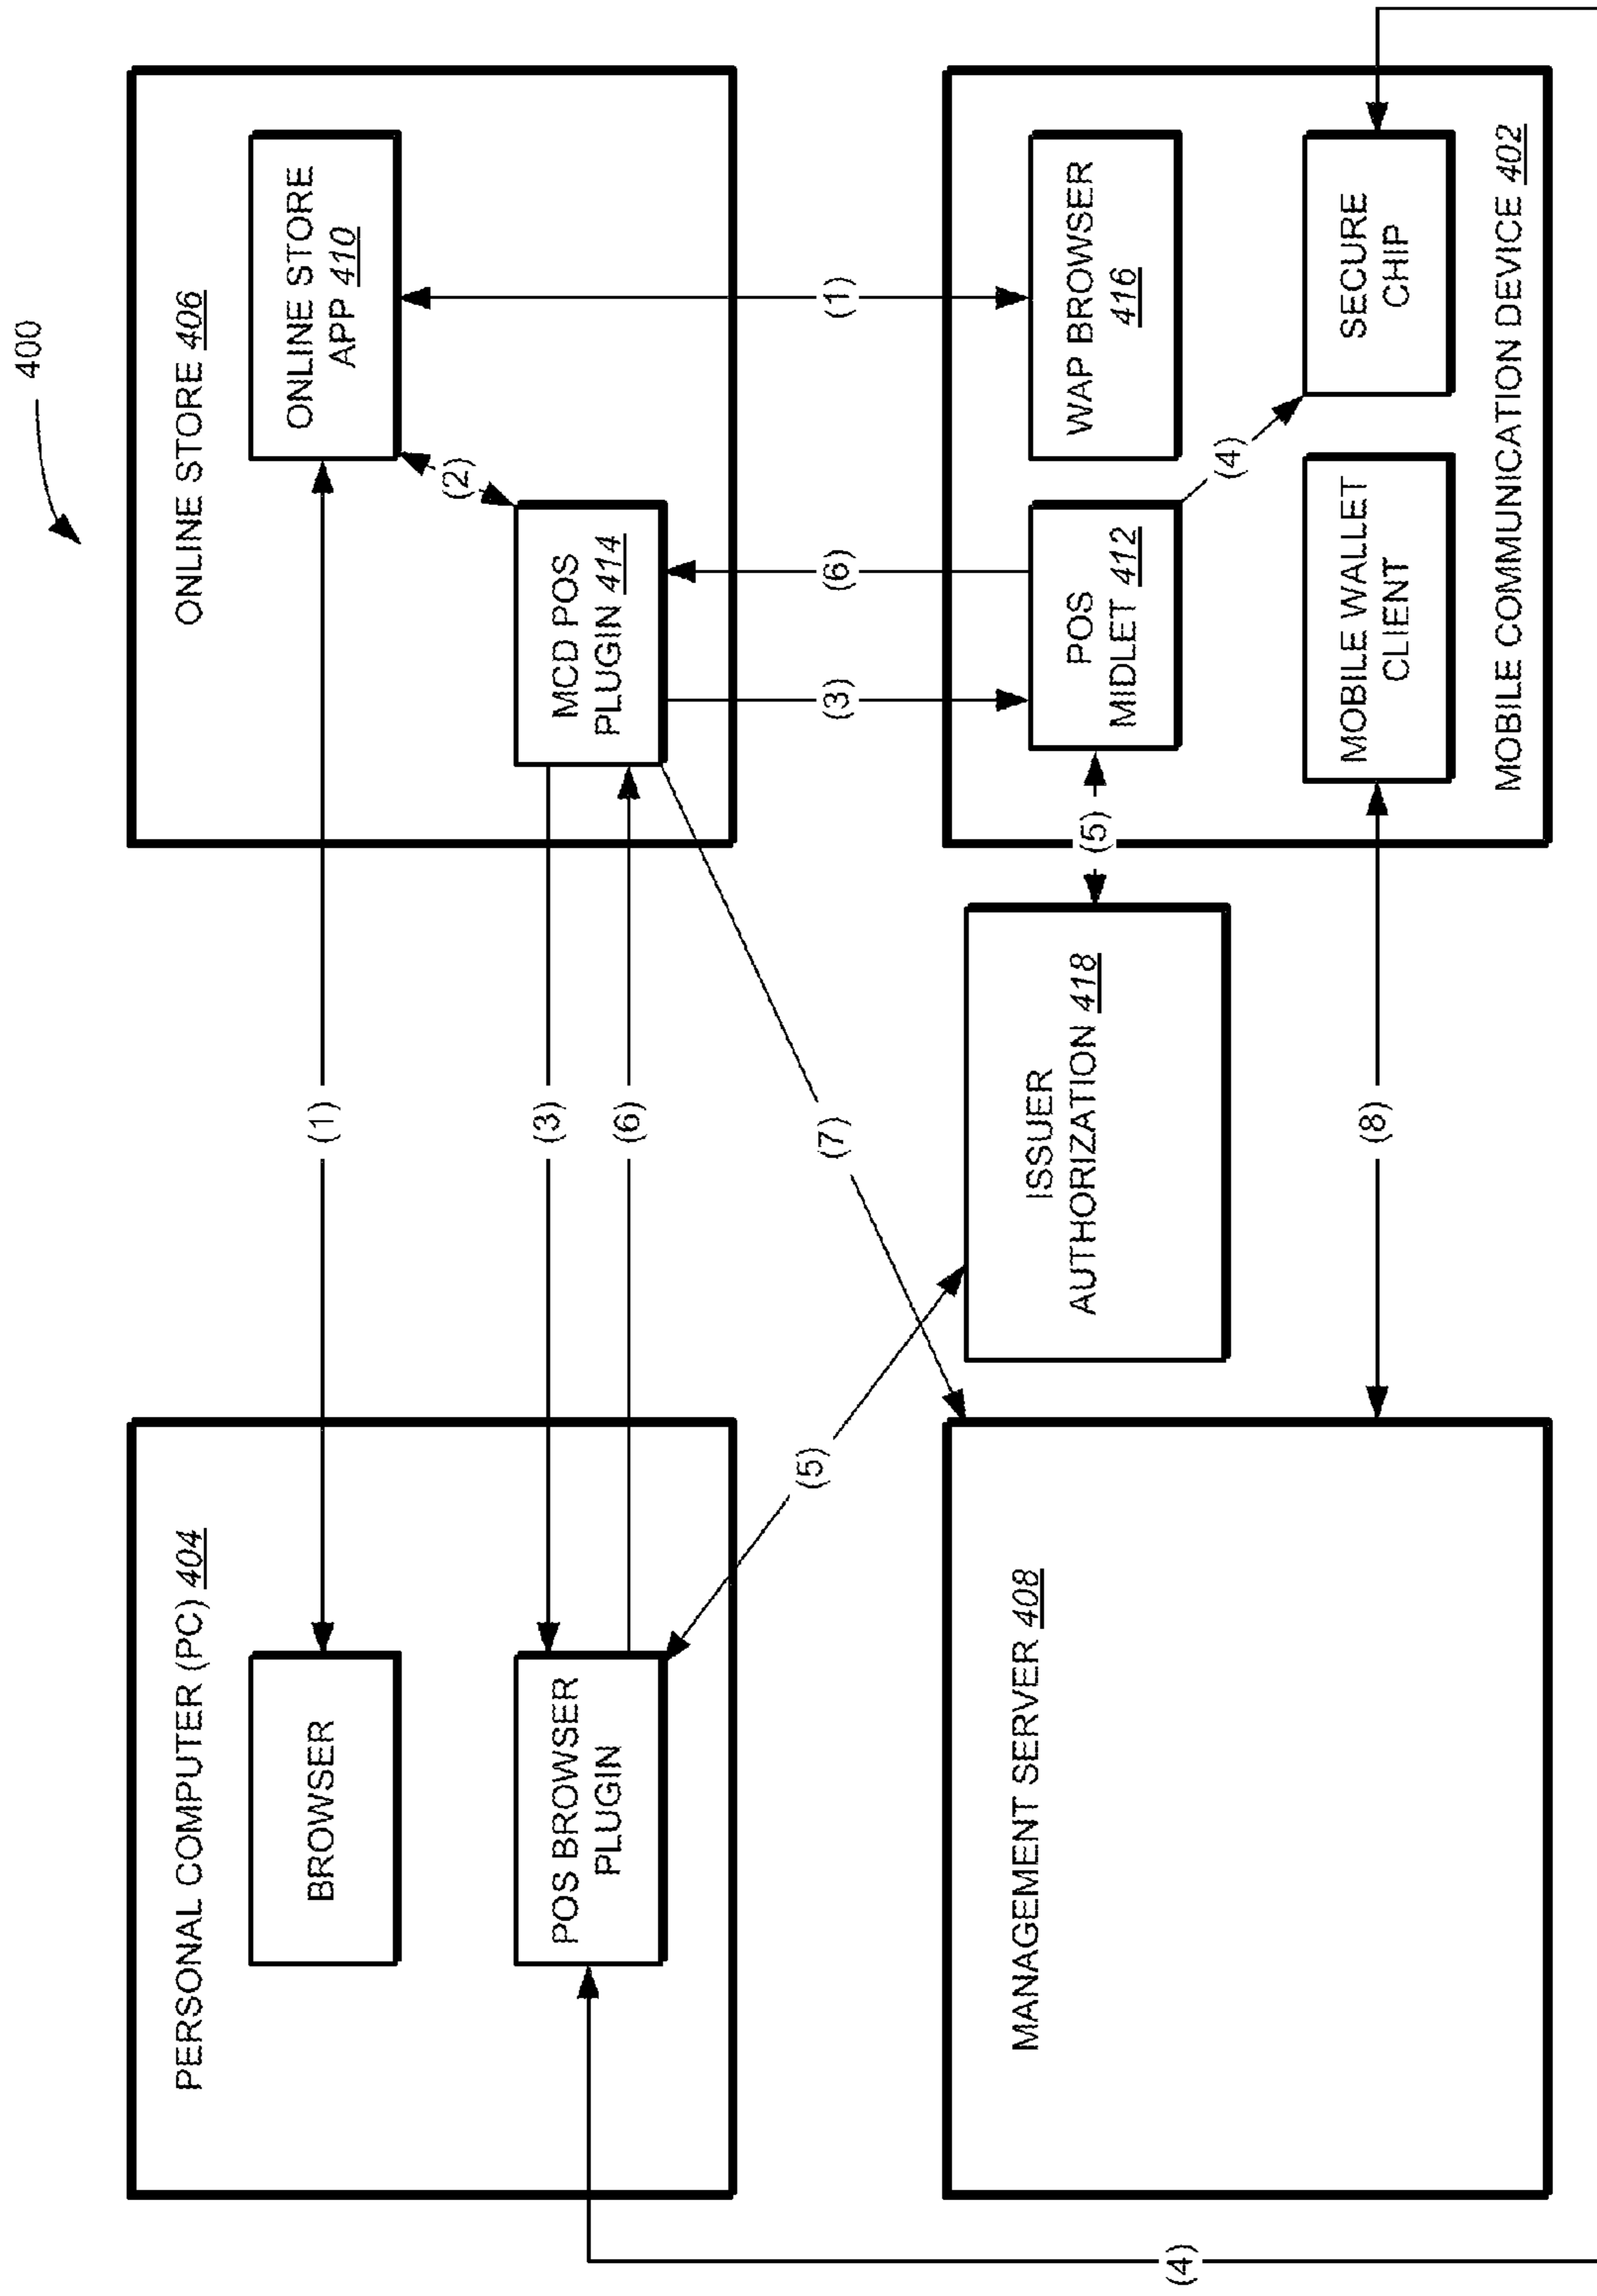 400
PERSONAL COMPUTER (PC) 404
BROWSER
POS BROWSER
PLUGIN
(1)
(3)
(6)
ONLINE STORE 406
ONLINE STORE
APP 410
(2)
MCD POS
PLUGIN 414
(7)
(5)
(3)
(6)
(1)
MANAGEMENT SERVER 408
ISSUER
AUTHORIZATION 418
(5)
(8)
POS
MIDLET 412
WAP BROWSER
416
(4)
MOBILE WALLET
CLIENT
SECURE
CHIP
MOBILE COMMUNICATION DEVICE 402
(4)